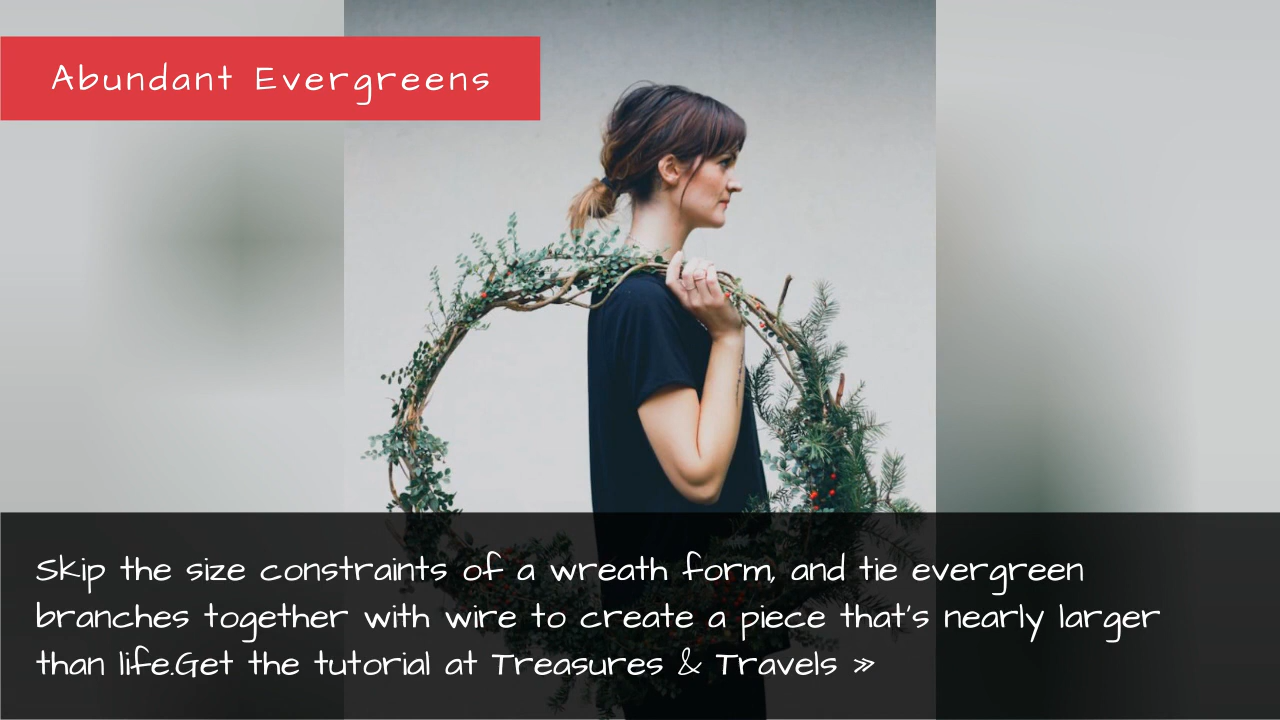 Abundant Evergreens
Skip the size constraints of a wreath form, and tie evergreen
branches together with wire to create a piece that's nearly larger
than life.Get the tutorial at Treasures & Travels »